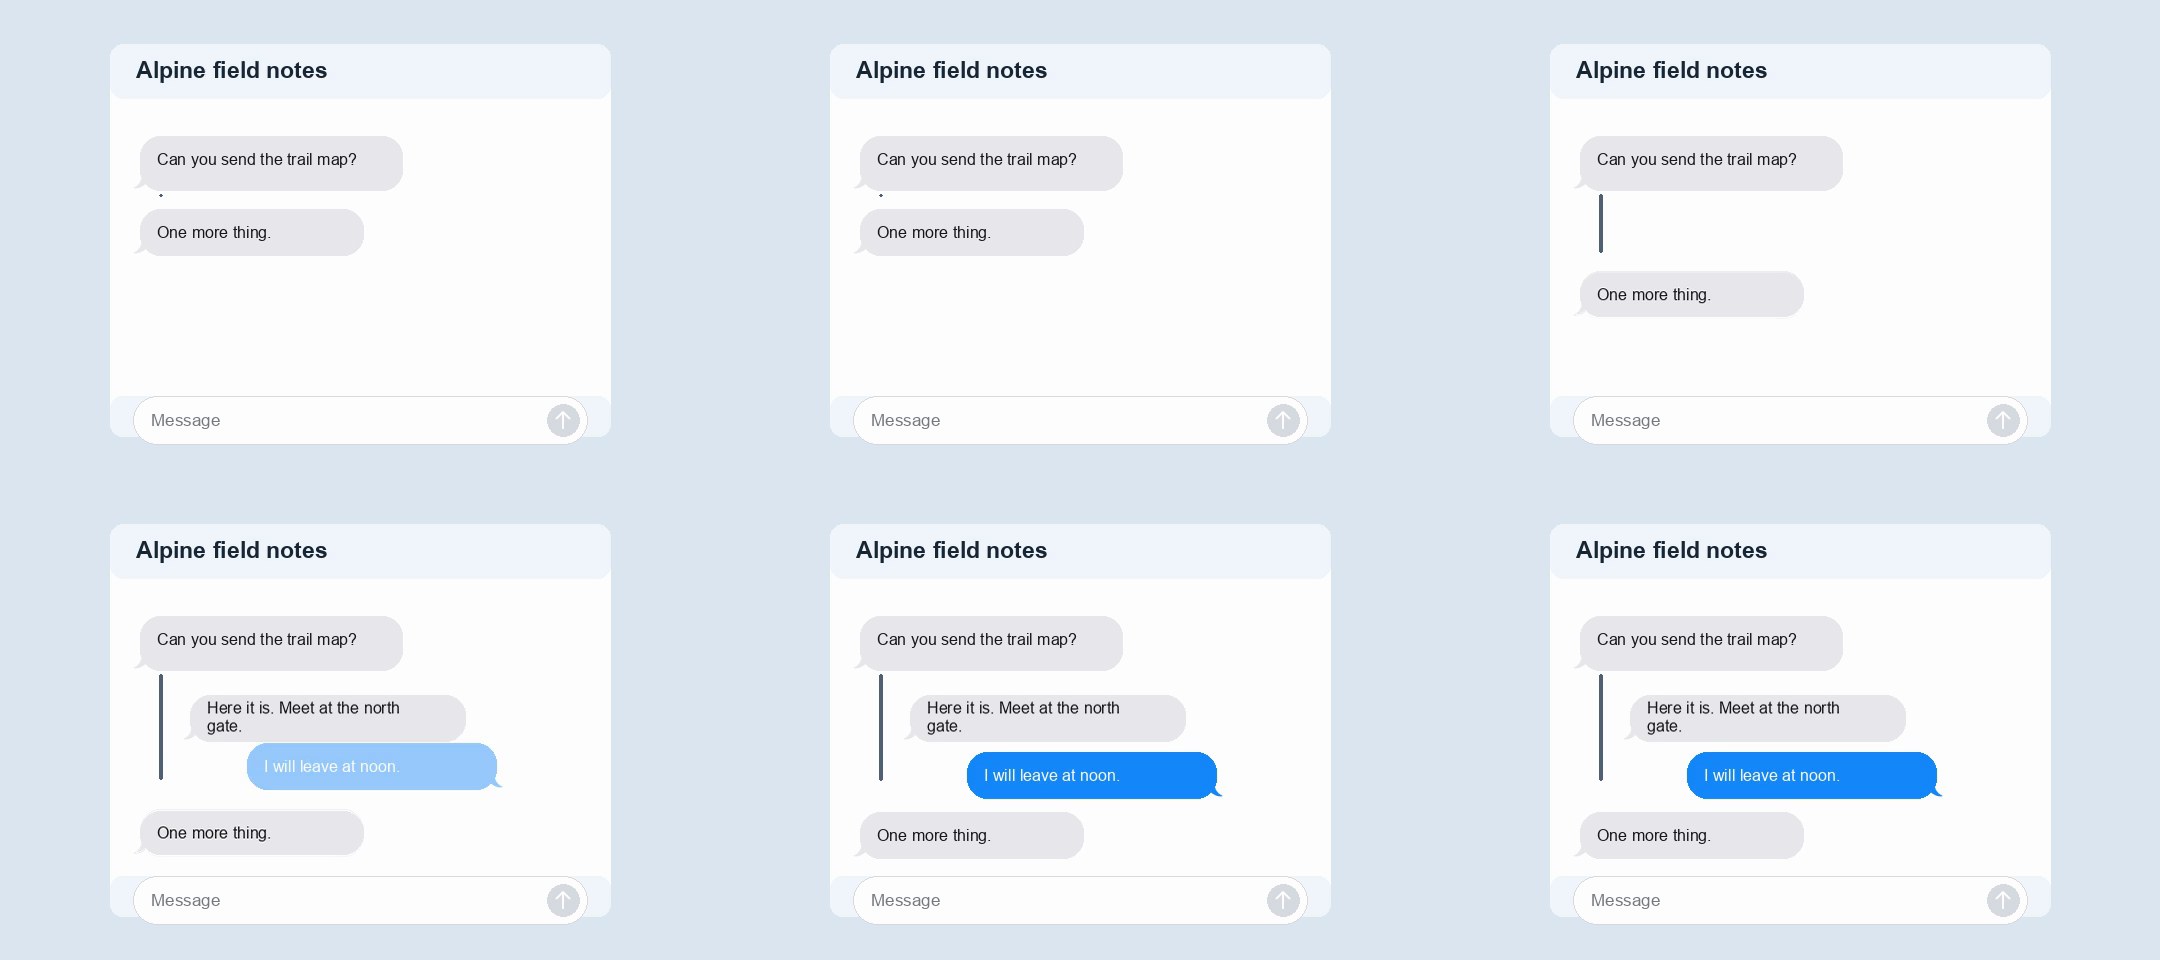 Alpine field notes
Can you send the trail map?
One more thing.
Message
Alpine field notes
Can you send the trail map?
One more thing.
Message
Alpine field notes
Can you send the trail map?
One more thing.
Message
Alpine field notes
Can you send the trail map?
Here it is. Meet at the north
gate.
I will leave at noon.
One more thing.
Message
Alpine field notes
Can you send the trail map?
Here it is. Meet at the north
gate.
I will leave at noon.
One more thing.
Message
Alpine field notes
Can you send the trail map?
Here it is. Meet at the north
gate.
I will leave at noon.
One more thing.
Message